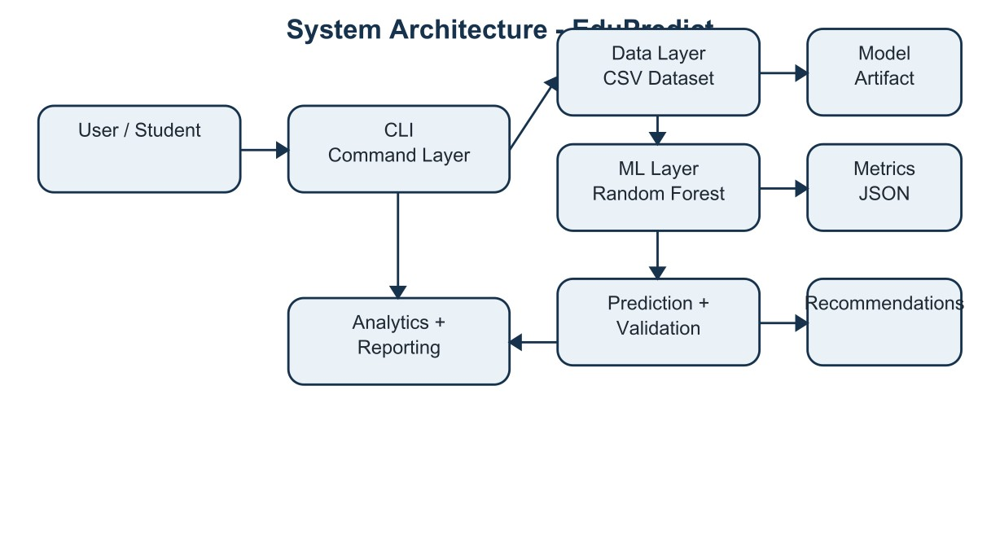 System Architecture - EduPredict
Data Layer
CSV Dataset
Model
Artifact
User / Student
CLI
Command Layer
ML Layer
Random Forest
Metrics
JSON
Analytics +
Reporting
Prediction +
Validation
Recommendations